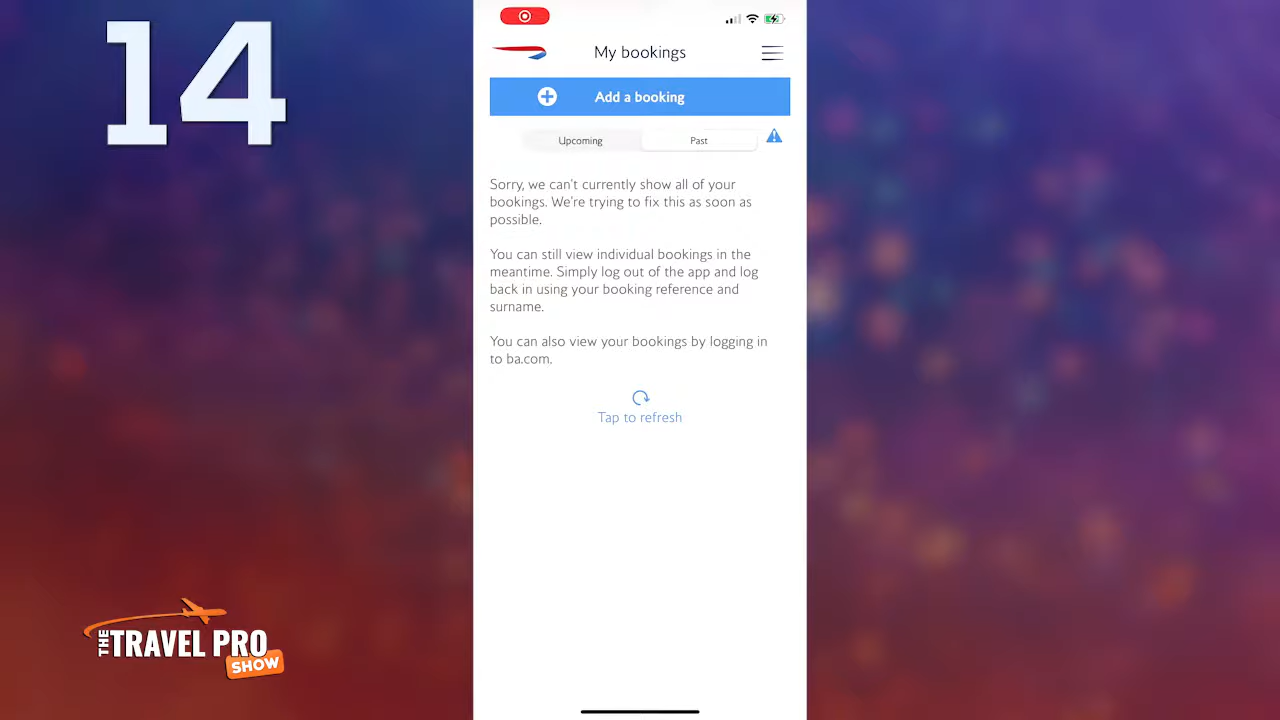 14
My bookings
Add a booking
Upcoming
Past
Sorry, we can't currently show all of your
bookings. We're trying to fix this as soon as
possible.
You can still view individual bookings in the
meantime. Simply log out of the app and log
back in using your booking reference and
surname.
You can also view your bookings by logging in
to ba.com.
Tap to refresh
THE TRAVEL PRO
SHOW